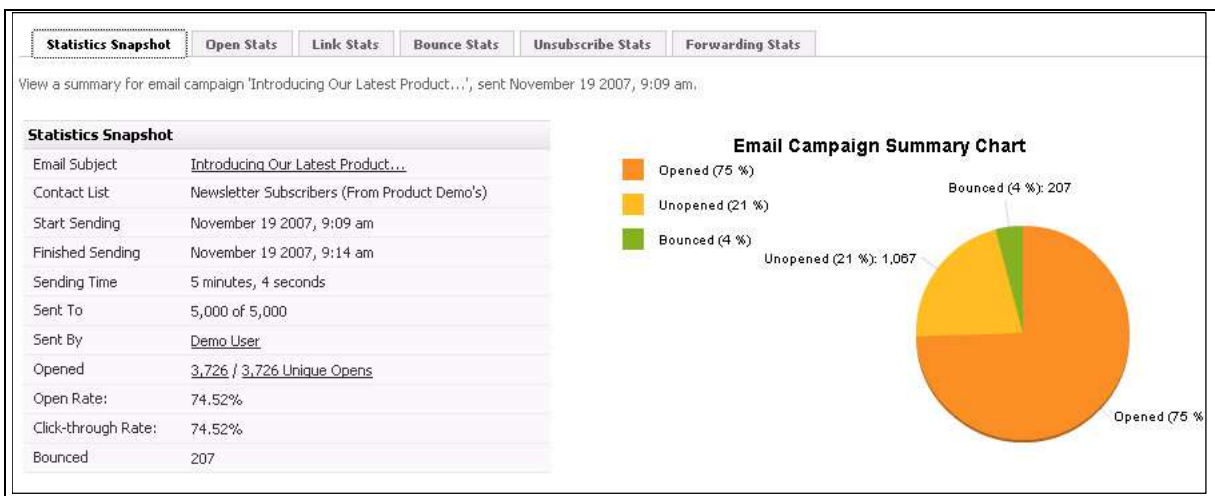 Statistics Snapshot Open Stats Link Stats Bounce Stats Unsubscribe Stats Forwarding Stats
View a summary for email campaign 'Introducing Our Latest Product...', sent November 19 2007, 9:09 am.
Statistics Snapshot
Email Subject Introducing Our Latest Product...
Contact List Newsletter Subscribers (From Product Demo's)
Start Sending November 19 2007, 9:09 am
Finished Sending November 19 2007, 9:14 am
Sending Time 5 minutes, 4 seconds
Sent To 5,000 of 5,000
Sent By Demo User
Opened 3,726 / 3,726 Unique Opens
Open Rate: 74.52%
Click-through Rate: 74.52%
Bounced 207
Email Campaign Summary Chart
Opened (75 %)
Unopened (21 %)
Bounced (4 %)
Bounced (4 %): 207
Unopened (21 %): 1,067
Opened (75 %